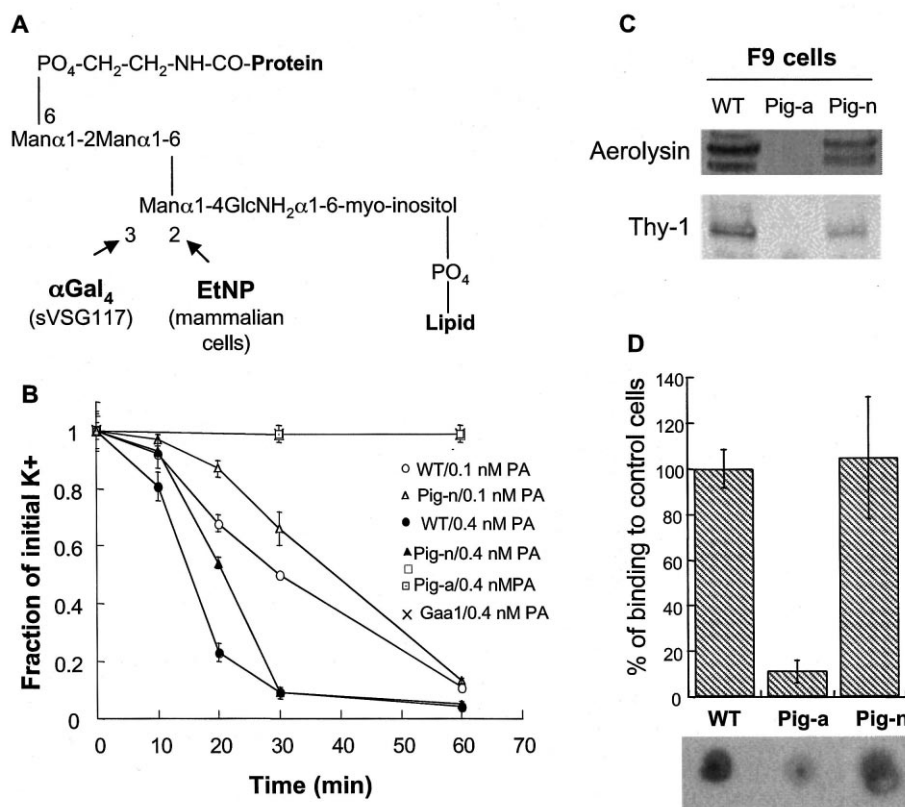 A
PO₄-CH₂-CH₂-NH-CO-Protein
6
Manα1-2Manα1-6
Manα1-4GlcNH₂α1-6-myo-inositol
3 2
αGal₄
(sVSG117)
EtNP
(mammalian
cells)
PO₄
Lipid
B
Fraction of initial K+
1
0.8
0.6
0.4
0.2
0
0 10 20 30 40 50 60 70
Time (min)
WT/0.1 nM PA
Pig-n/0.1 nM PA
WT/0.4 nM PA
Pig-n/0.4 nM PA
Pig-a/0.4 nMPA
Gaa1/0.4 nM PA
C
F9 cells
WT Pig-a Pig-n
Aerolysin
Thy-1
D
% of binding to control cells
140
120
100
80
60
40
20
0
WT Pig-a Pig-n